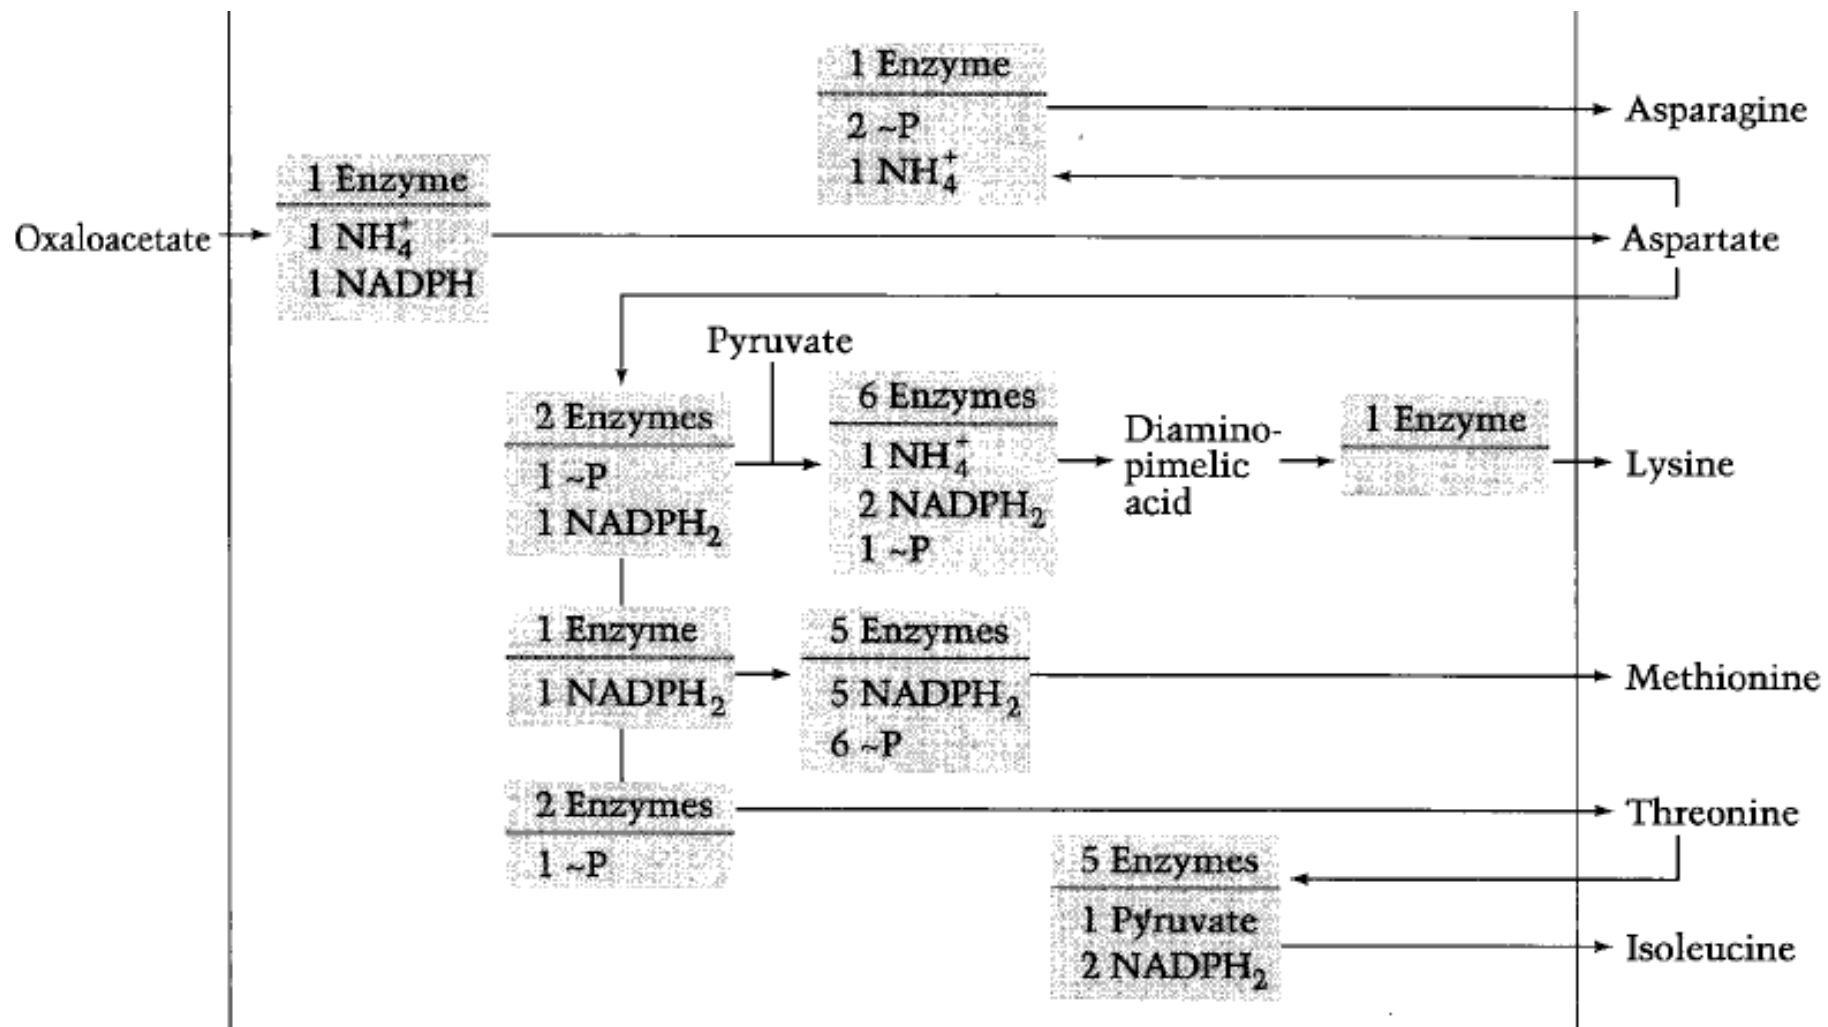 1 Enzyme
2 ~P
1 NH₄⁺
Asparagine
Oxaloacetate
1 Enzyme
1 NH₄⁺
1 NADPH
Aspartate
Pyruvate
2 Enzymes
1 ~P
1 NADPH₂
6 Enzymes
1 NH₄⁺
2 NADPH₂
1 ~P
Diamino-
pimelic
acid
1 Enzyme
Lysine
1 Enzyme
1 NADPH₂
5 Enzymes
5 NADPH₂
6 ~P
Methionine
2 Enzymes
1 ~P
Threonine
5 Enzymes
1 Pyruvate
2 NADPH₂
Isoleucine